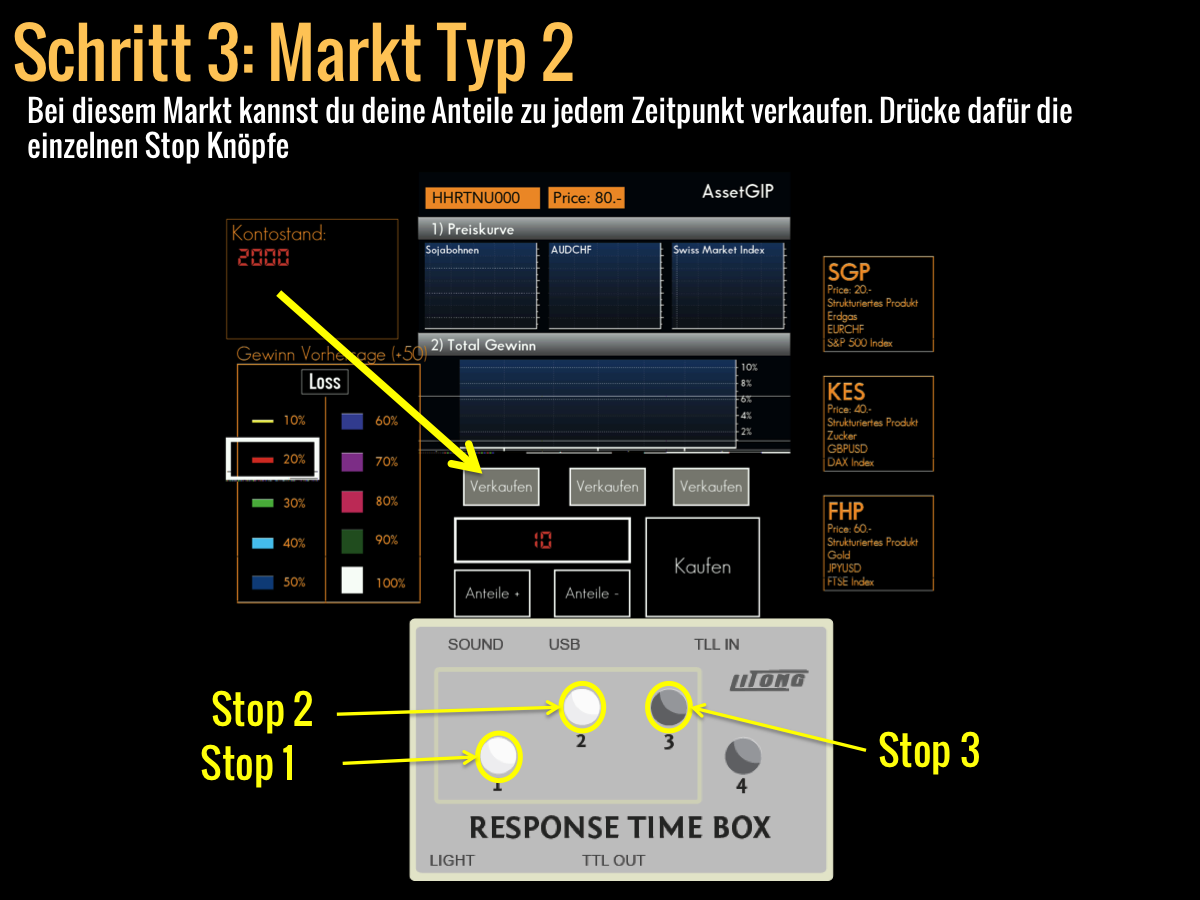 Schritt 3: Markt Typ 2
Bei diesem Markt kannst du deine Anteile zu jedem Zeitpunkt verkaufen. Drücke dafür die
einzelnen Stop Knöpfe
HHRTNU000
Price: 80.-
AssetGIP
Kontostand:
2000
1) Preiskurve
Sojabohnen
AUDCHF
Swiss Market Index
2) Total Gewinn
10%
8%
6%
4%
2%
Gewinn Vorhersage (+50)
Loss
10%
60%
20%
70%
30%
80%
40%
90%
50%
100%
SGP
Price: 20.-
Strukturiertes Produkt
Erdgas
EURCHF
S&P 500 Index
KES
Price: 40.-
Strukturiertes Produkt
Zucker
GBPUSD
DAX Index
FHP
Price: 60.-
Strukturiertes Produkt
Gold
JPYUSD
FTSE Index
Verkaufen
Verkaufen
Verkaufen
10
Kaufen
Anteile +
Anteile -
SOUND
USB
TLL IN
LITONG
Stop 2
Stop 1
Stop 3
2
3
1
4
RESPONSE TIME BOX
LIGHT
TTL OUT